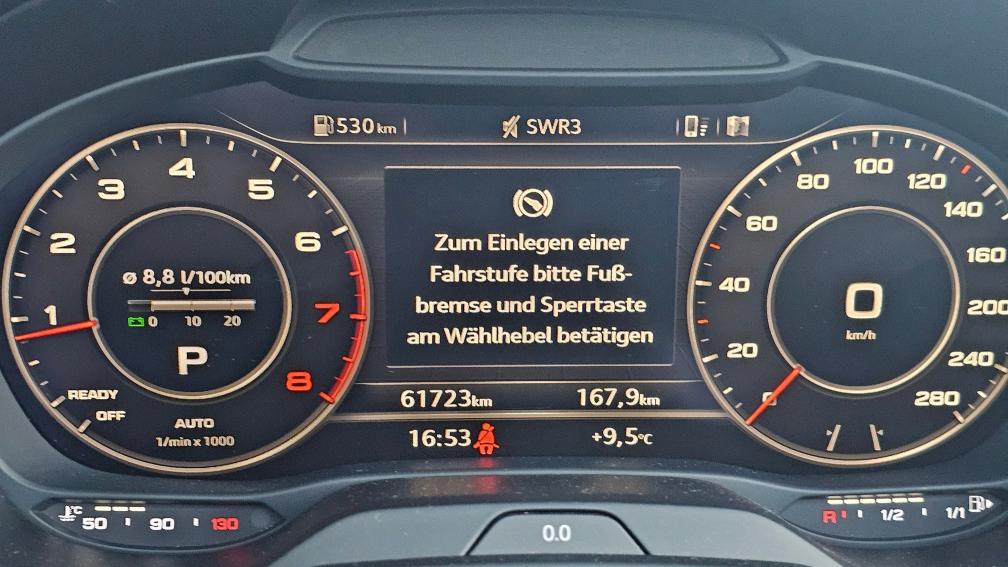 530 km
SWR3
1
2
3
4
5
6
7
8
ø 8,8 l/100km
0 10 20
P
READY
OFF
AUTO
1/min x 1000
Zum Einlegen einer
Fahrstufe bitte Fuß-
bremse und Sperrtaste
am Wählhebel betätigen
61723km 167,9km
16:53 +9,5°C
0
20
40
60
80
100
120
140
160
200
240
280
0
km/h
°C 50 90 130
R 1/2 1/1
0.0